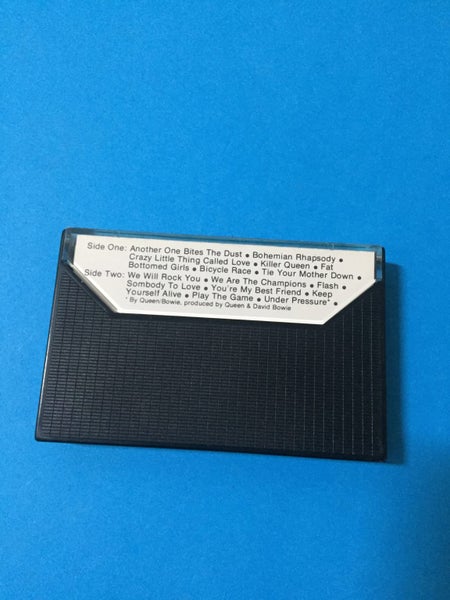 Side One: Another One Bites The Dust • Bohemian Rhapsody •
Crazy Little Thing Called Love • Killer Queen • Fat
Bottomed Girls • Bicycle Race • Tie Your Mother Down •
Side Two: We Will Rock You • We Are The Champions • Flash •
Sombody To Love • You're My Best Friend • Keep
Yourself Alive • Play The Game • Under Pressure* •
* By Queen/Bowie, produced by Queen & David Bowie